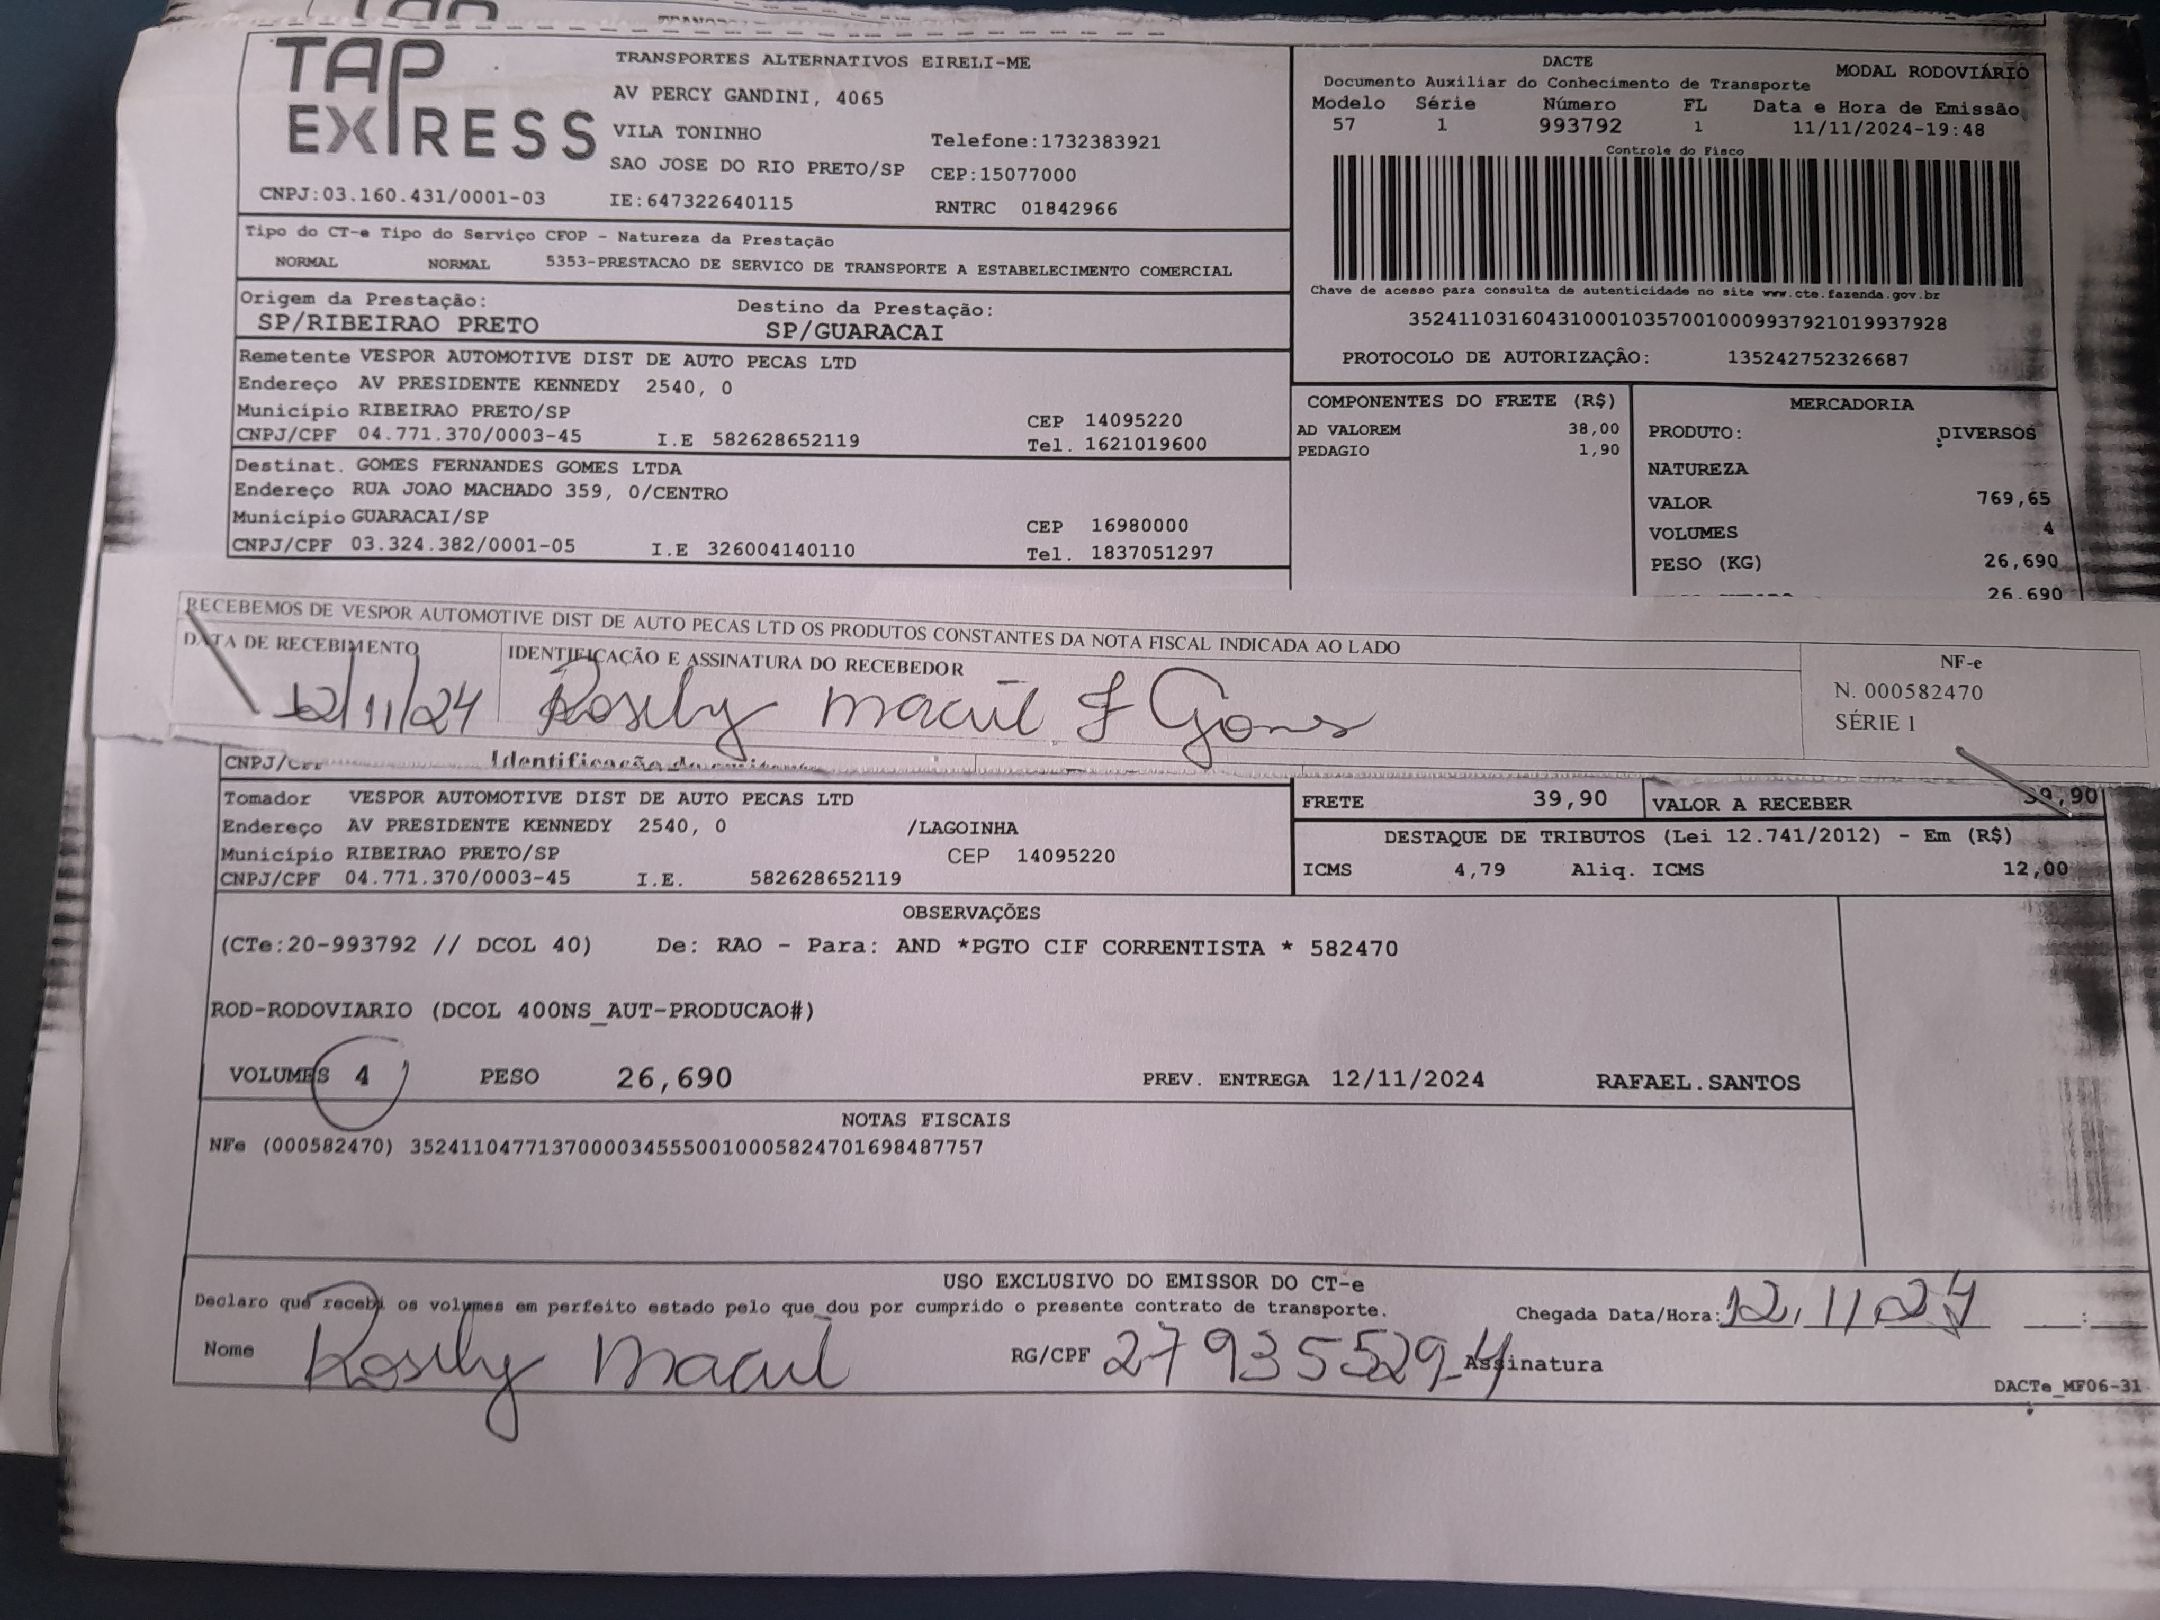 TAP EXPRESS
TRANSPORTES ALTERNATIVOS EIRELI-ME
AV PERCY GANDINI, 4065
VILA TONINHO
Telefone:1732383921
SAO JOSE DO RIO PRETO/SP CEP:15077000
CNPJ:03.160.431/0001-03 IE:647322640115 RNTRC 01842966
DACTE MODAL RODOVIÁRIO
Documento Auxiliar do Conhecimento de Transporte
Modelo Série Número FL Data e Hora de Emissão
57 1 993792 1 11/11/2024-19:48
Controle do Fisco
Chave de acesso para consulta de autenticidade no site www.cte.fazenda.gov.br
35241103160431000103570010009937921019937928
PROTOCOLO DE AUTORIZAÇÃO: 135242752326687
Tipo do CT-e Tipo do Serviço CFOP - Natureza da Prestação
NORMAL NORMAL 5353-PRESTACAO DE SERVICO DE TRANSPORTE A ESTABELECIMENTO COMERCIAL
Origem da Prestação: Destino da Prestação:
SP/RIBEIRAO PRETO SP/GUARACAI
Remetente VESPOR AUTOMOTIVE DIST DE AUTO PECAS LTD
Endereço AV PRESIDENTE KENNEDY 2540, 0
Município RIBEIRAO PRETO/SP CEP 14095220
CNPJ/CPF 04.771.370/0003-45 I.E 582628652119 Tel. 1621019600
Destinat. GOMES FERNANDES GOMES LTDA
Endereço RUA JOAO MACHADO 359, 0/CENTRO
Município GUARACAI/SP CEP 16980000
CNPJ/CPF 03.324.382/0001-05 I.E 326004140110 Tel. 1837051297
COMPONENTES DO FRETE (R$)
AD VALOREM 38,00
PEDAGIO 1,90
MERCADORIA
PRODUTO: DIVERSOS
NATUREZA
VALOR 769,65
VOLUMES 4
PESO (KG) 26,690
26,690
RECEBEMOS DE VESPOR AUTOMOTIVE DIST DE AUTO PECAS LTD OS PRODUTOS CONSTANTES DA NOTA FISCAL INDICADA AO LADO
DATA DE RECEBIMENTO IDENTIFICAÇÃO E ASSINATURA DO RECEBEDOR
12/11/24 Rosely Macul F Gomes
NF-e
N. 000582470
SÉRIE 1
CNPJ/CPF Identificação do
Tomador VESPOR AUTOMOTIVE DIST DE AUTO PECAS LTD
Endereço AV PRESIDENTE KENNEDY 2540, 0 /LAGOINHA
Município RIBEIRAO PRETO/SP CEP 14095220
CNPJ/CPF 04.771.370/0003-45 I.E. 582628652119
FRETE 39,90 VALOR A RECEBER 39,90
DESTAQUE DE TRIBUTOS (Lei 12.741/2012) - Em (R$)
ICMS 4,79 Aliq. ICMS 12,00
OBSERVAÇÕES
(CTe:20-993792 // DCOL 40) De: RAO - Para: AND *PGTO CIF CORRENTISTA * 582470
ROD-RODOVIARIO (DCOL 400NS_AUT-PRODUCAO#)
VOLUMES 4 PESO 26,690 PREV. ENTREGA 12/11/2024 RAFAEL.SANTOS
NOTAS FISCAIS
NFe (000582470) 35241104771370000345550010005824701698487757
USO EXCLUSIVO DO EMISSOR DO CT-e
Declaro que recebi os volumes em perfeito estado pelo que dou por cumprido o presente contrato de transporte. Chegada Data/Hora: 12,11,24 __:__
Nome Rosely Macul RG/CPF 27935529-4 Assinatura
DACTe_MF06-31